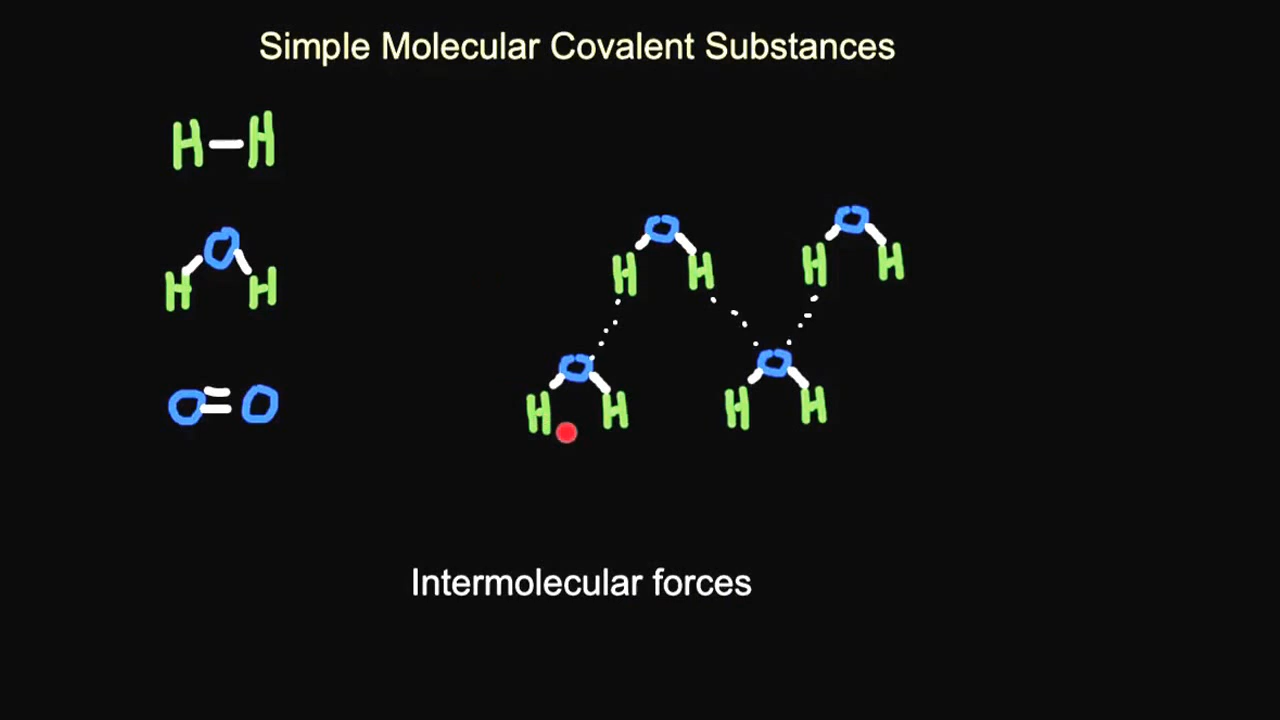 Simple Molecular Covalent Substances
H-H
O
H H
O=O
O O
H H H H
O O
H H H H
Intermolecular forces